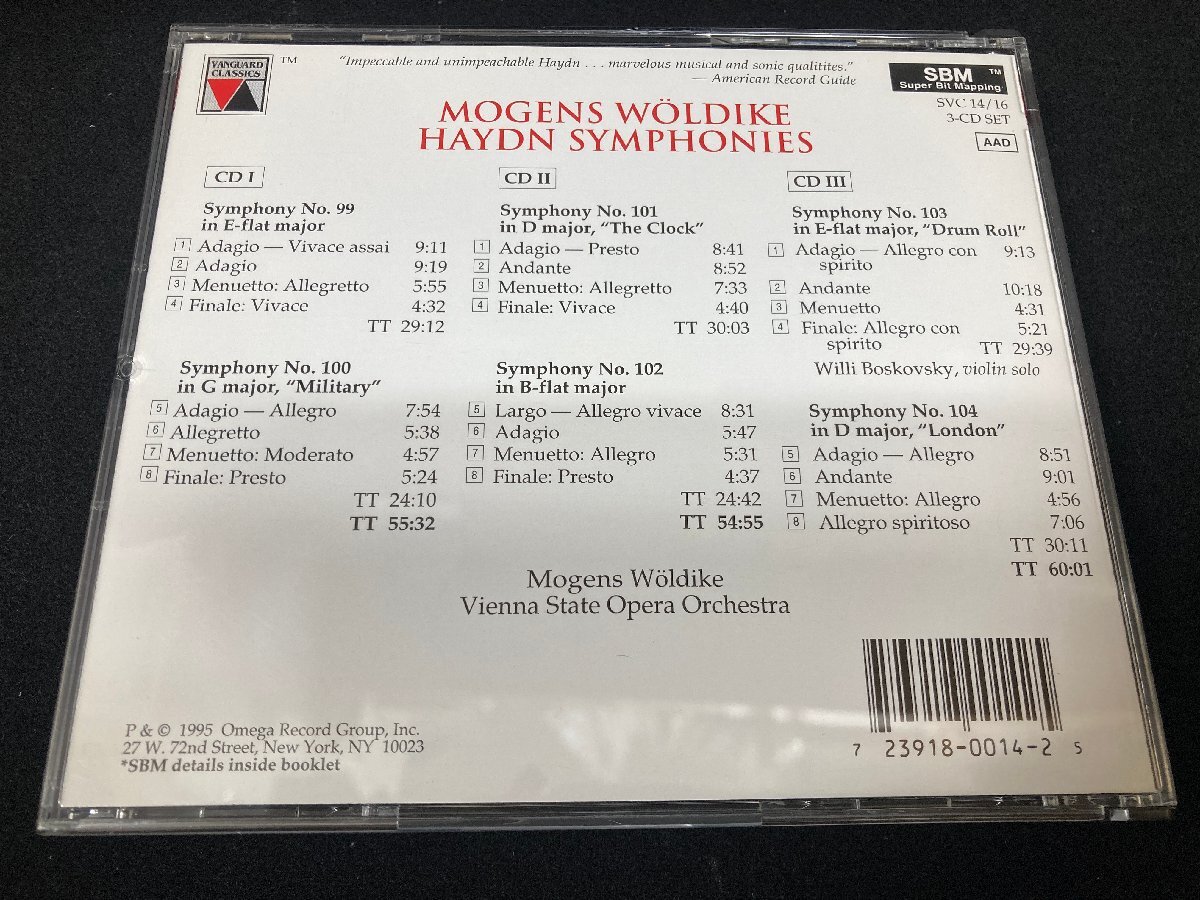 VANGUARD
CLASSICS
TM
"Impeccable and unimpeachable Haydn . . . marvelous musical and sonic qualitites."
— American Record Guide
SBM TM
Super Bit Mapping
SVC 14/16
3-CD SET
AAD
MOGENS WÖLDIKE
HAYDN SYMPHONIES
CD I
Symphony No. 99
in E-flat major
1 Adagio — Vivace assai 9:11
2 Adagio 9:19
3 Menuetto: Allegretto 5:55
4 Finale: Vivace 4:32
TT 29:12
Symphony No. 100
in G major, "Military"
5 Adagio — Allegro 7:54
6 Allegretto 5:38
7 Menuetto: Moderato 4:57
8 Finale: Presto 5:24
TT 24:10
TT 55:32
CD II
Symphony No. 101
in D major, "The Clock"
1 Adagio — Presto 8:41
2 Andante 8:52
3 Menuetto: Allegretto 7:33
4 Finale: Vivace 4:40
TT 30:03
Symphony No. 102
in B-flat major
5 Largo — Allegro vivace 8:31
6 Adagio 5:47
7 Menuetto: Allegro 5:31
8 Finale: Presto 4:37
TT 24:42
TT 54:55
CD III
Symphony No. 103
in E-flat major, "Drum Roll"
1 Adagio — Allegro con 9:13
spirito
2 Andante 10:18
3 Menuetto 4:31
4 Finale: Allegro con 5:21
spirito TT 29:39
Willi Boskovsky, violin solo
Symphony No. 104
in D major, "London"
5 Adagio — Allegro 8:51
6 Andante 9:01
7 Menuetto: Allegro 4:56
8 Allegro spiritoso 7:06
TT 30:11
TT 60:01
Mogens Wöldike
Vienna State Opera Orchestra
P & © 1995 Omega Record Group, Inc.
27 W. 72nd Street, New York, NY 10023
*SBM details inside booklet
7 23918-0014-2 5